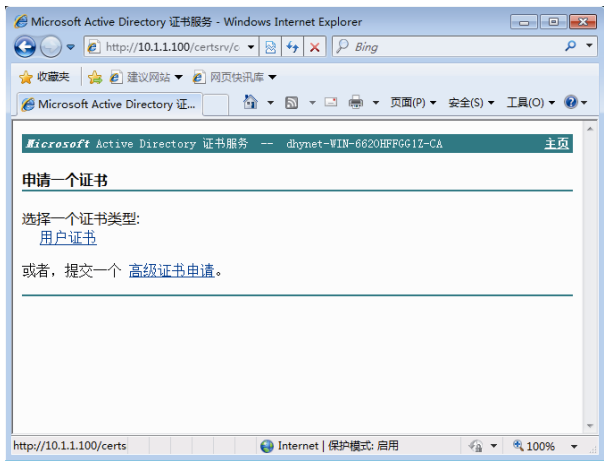 Microsoft Active Directory 证书服务 - Windows Internet Explorer
http://10.1.1.100/certsrv/c
Bing
收藏夹 建议网站 网页快讯库
Microsoft Active Directory 证... 页面(P) 安全(S) 工具(O)
Microsoft Active Directory 证书服务 -- dhynet-WIN-662OHFFGG1Z-CA 主页
申请一个证书
选择一个证书类型:
用户证书
或者，提交一个 高级证书申请。
http://10.1.1.100/certs Internet | 保护模式: 启用 100%